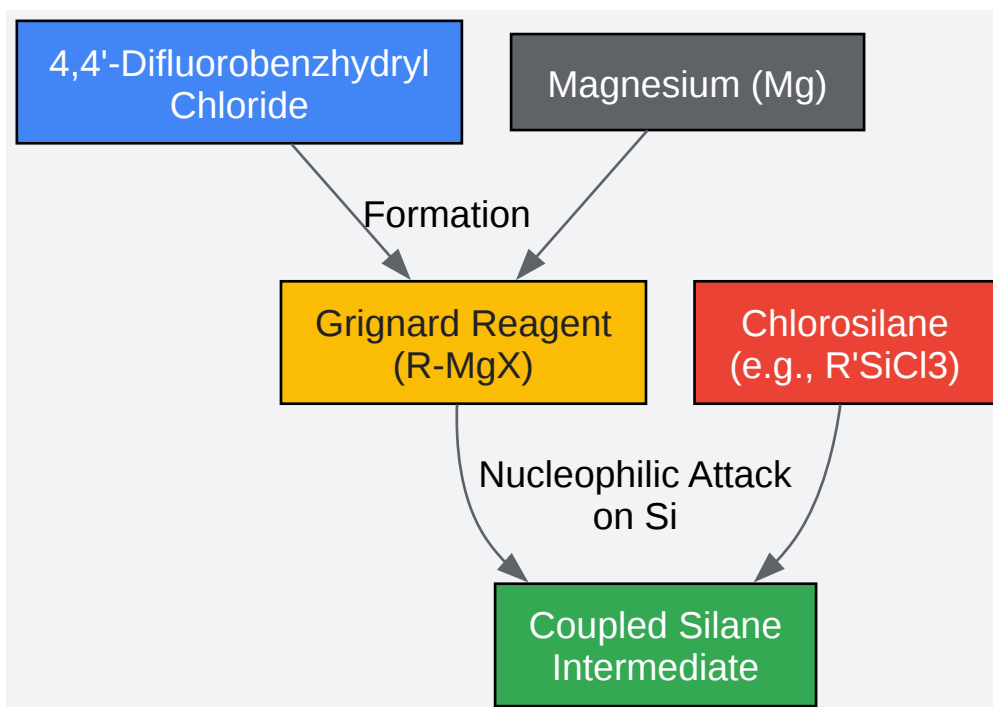 4,4'-Difluorobenzhydryl
Chloride
Magnesium (Mg)
Formation
Grignard Reagent
(R-MgX)
Chlorosilane
(e.g., R'SiCl3)
Nucleophilic Attack
on Si
Coupled Silane
Intermediate